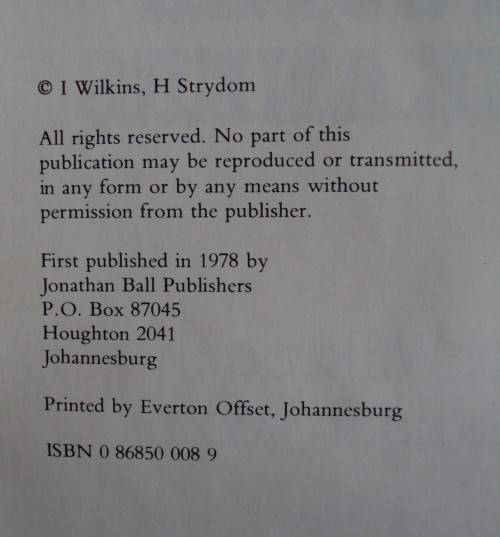 © I Wilkins, H Strydom
All rights reserved. No part of this
publication may be reproduced or transmitted,
in any form or by any means without
permission from the publisher.
First published in 1978 by
Jonathan Ball Publishers
P.O. Box 87045
Houghton 2041
Johannesburg
Printed by Everton Offset, Johannesburg
ISBN 0 86850 008 9